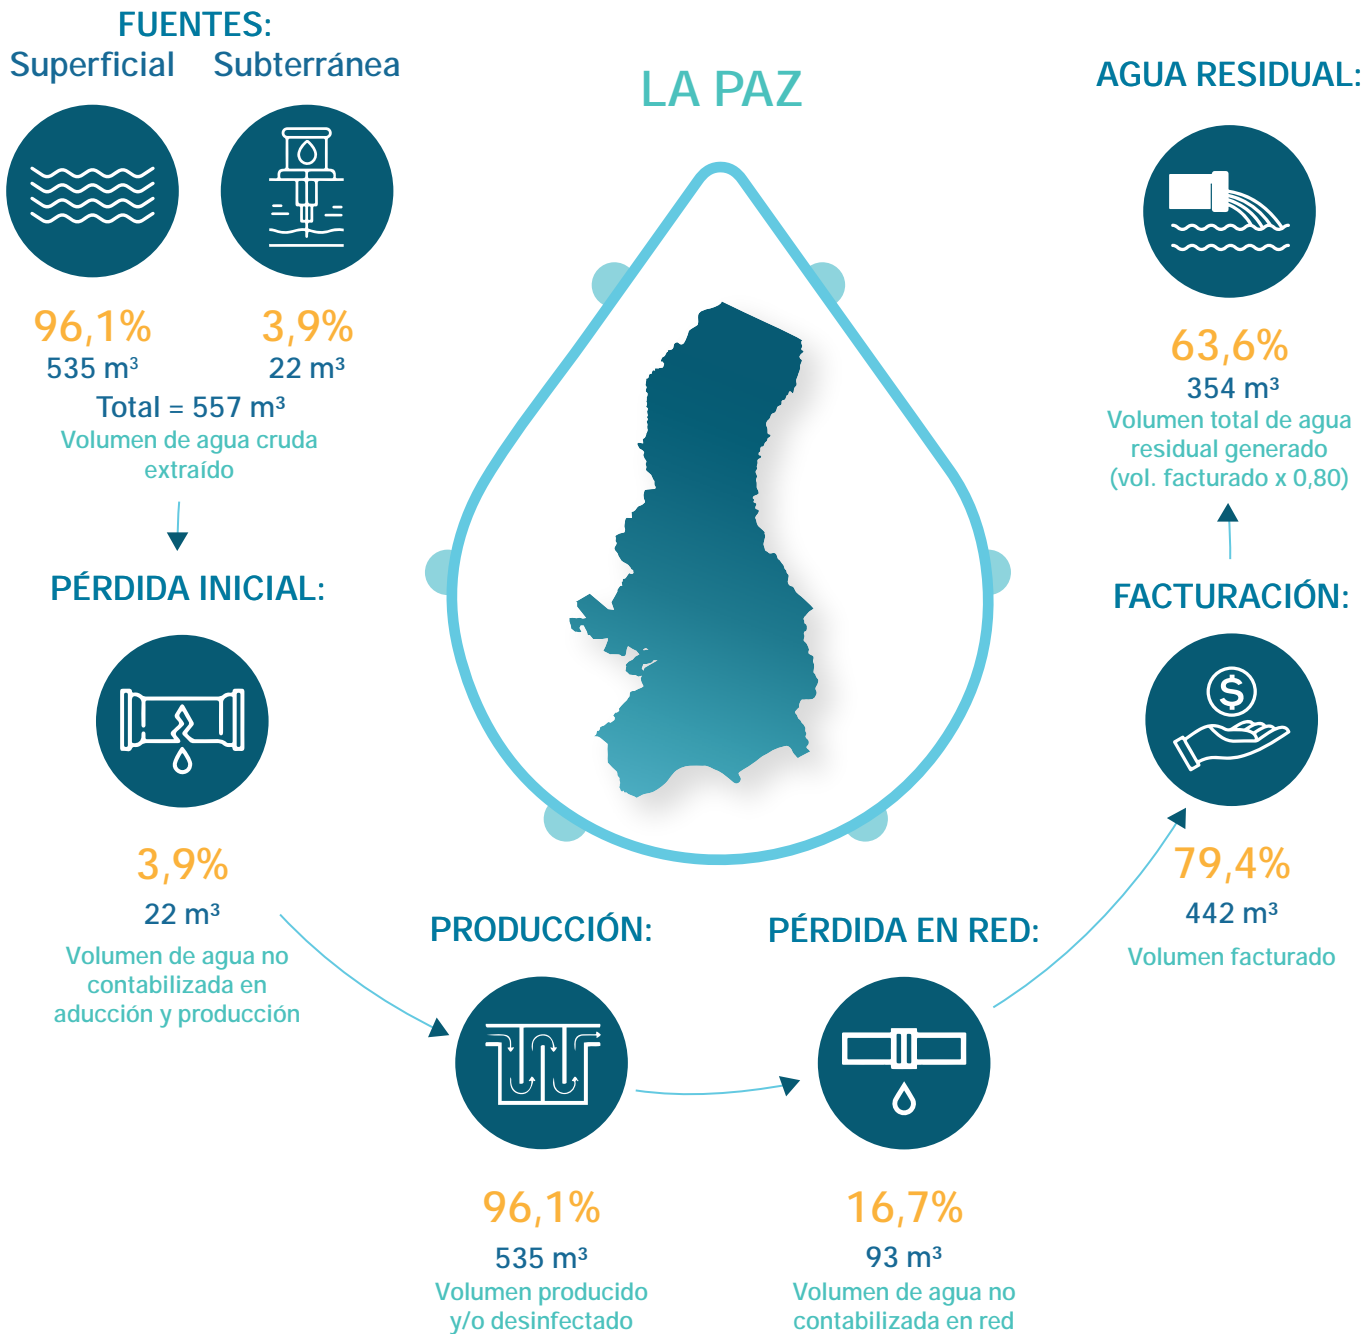 FUENTES:
Superficial
Subterránea
96,1%
535 m³
3,9%
22 m³
Total = 557 m³
Volumen de agua cruda
extraído
PÉRDIDA INICIAL:
3,9%
22 m³
Volumen de agua no
contabilizada en
aducción y producción
LA PAZ
PRODUCCIÓN:
96,1%
535 m³
Volumen producido
y/o desinfectado
PÉRDIDA EN RED:
16,7%
93 m³
Volumen de agua no
contabilizada en red
FACTURACIÓN:
$
79,4%
442 m³
Volumen facturado
AGUA RESIDUAL:
63,6%
354 m³
Volumen total de agua
residual generado
(vol. facturado x 0,80)